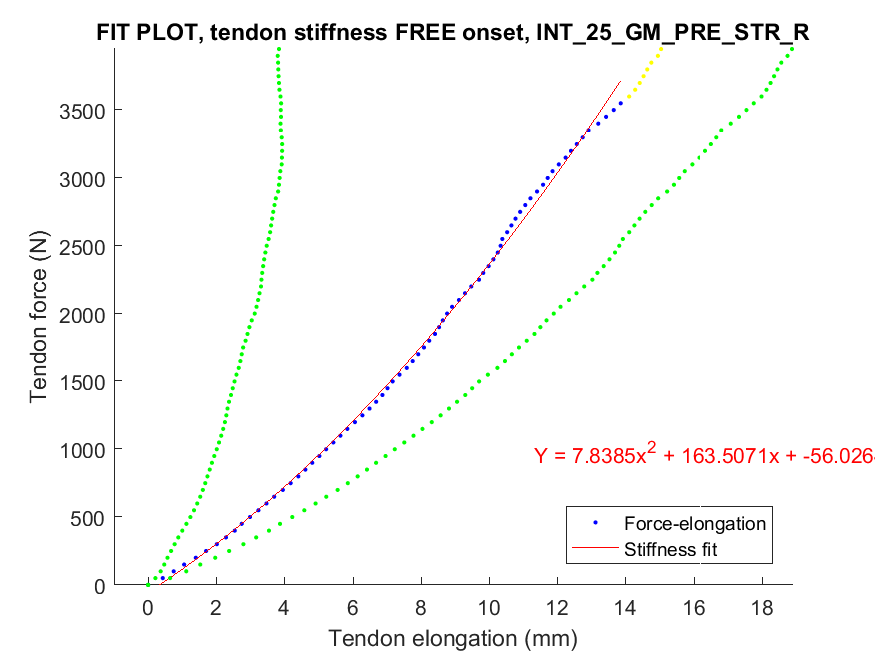 FIT PLOT, tendon stiffness FREE onset, INT_25_GM_PRE_STR_R
3500
3000
2500
2000
1500
1000
500
0
Tendon force (N)
Y = 7.8385x² + 163.5071x + -56.026
Force-elongation
Stiffness fit
0 2 4 6 8 10 12 14 16 18
Tendon elongation (mm)